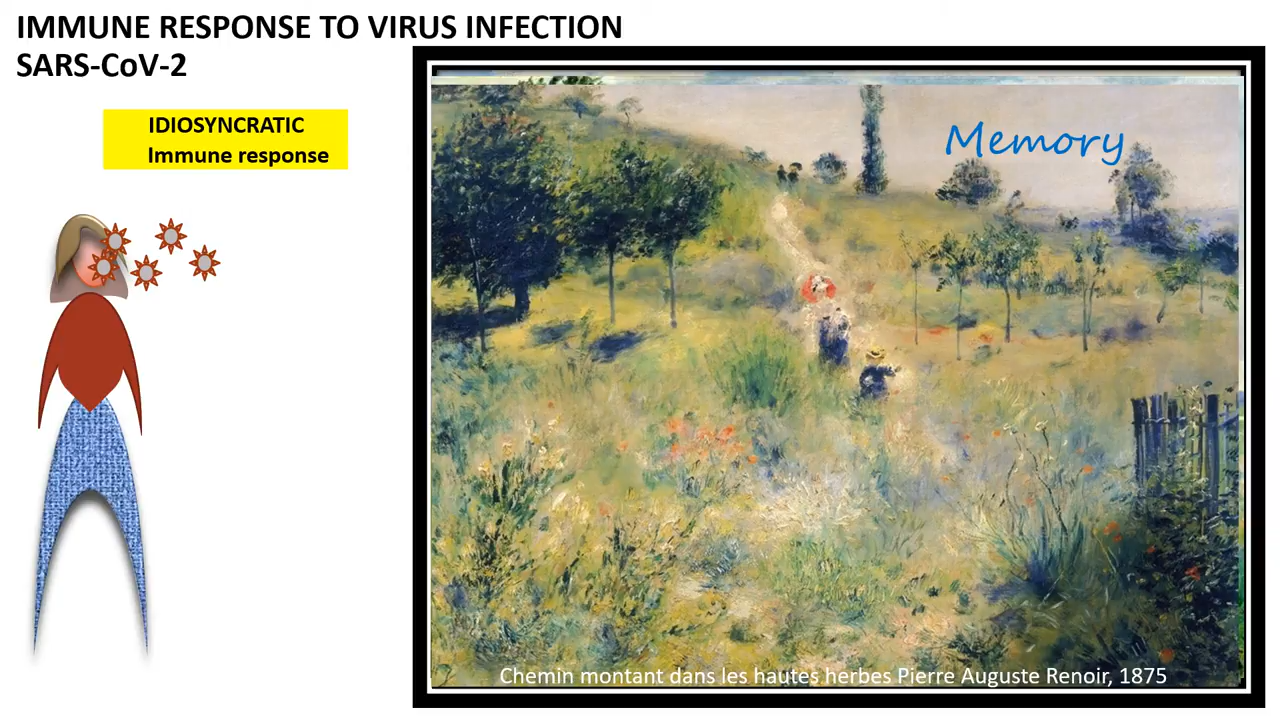 IMMUNE RESPONSE TO VIRUS INFECTION
SARS-CoV-2
IDIOSYNCRATIC
Immune response
Memory
Chemin montant dans les hautes herbes Pierre Auguste Renoir, 1875